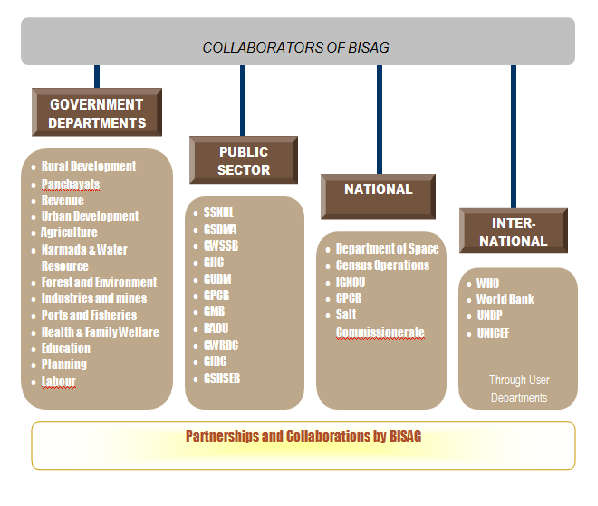 COLLABORATORS OF BISAG
GOVERNMENT
DEPARTMENTS
• Rural Development
• Panchayats
• Revenue
• Urban Development
• Agriculture
• Narmada & Water
Resource
• Forest and Environment
• Industries and mines
• Ports and Fisheries
• Health & Family Welfare
• Education
• Planning
• Labour
PUBLIC
SECTOR
• SSNNL
• GSDMA
• GWSSB
• GIIC
• GUDM
• GPCB
• GMB
• BAOU
• GWRDC
• GIDC
• GSHSEB
NATIONAL
• Department of Space
• Census Operations
• IGNOU
• CPCB
• Salt
Commissionerate
INTER-
NATIONAL
• WHO
• World Bank
• UNDP
• UNICEF
Through User
Departments
Partnerships and Collaborations by BISAG